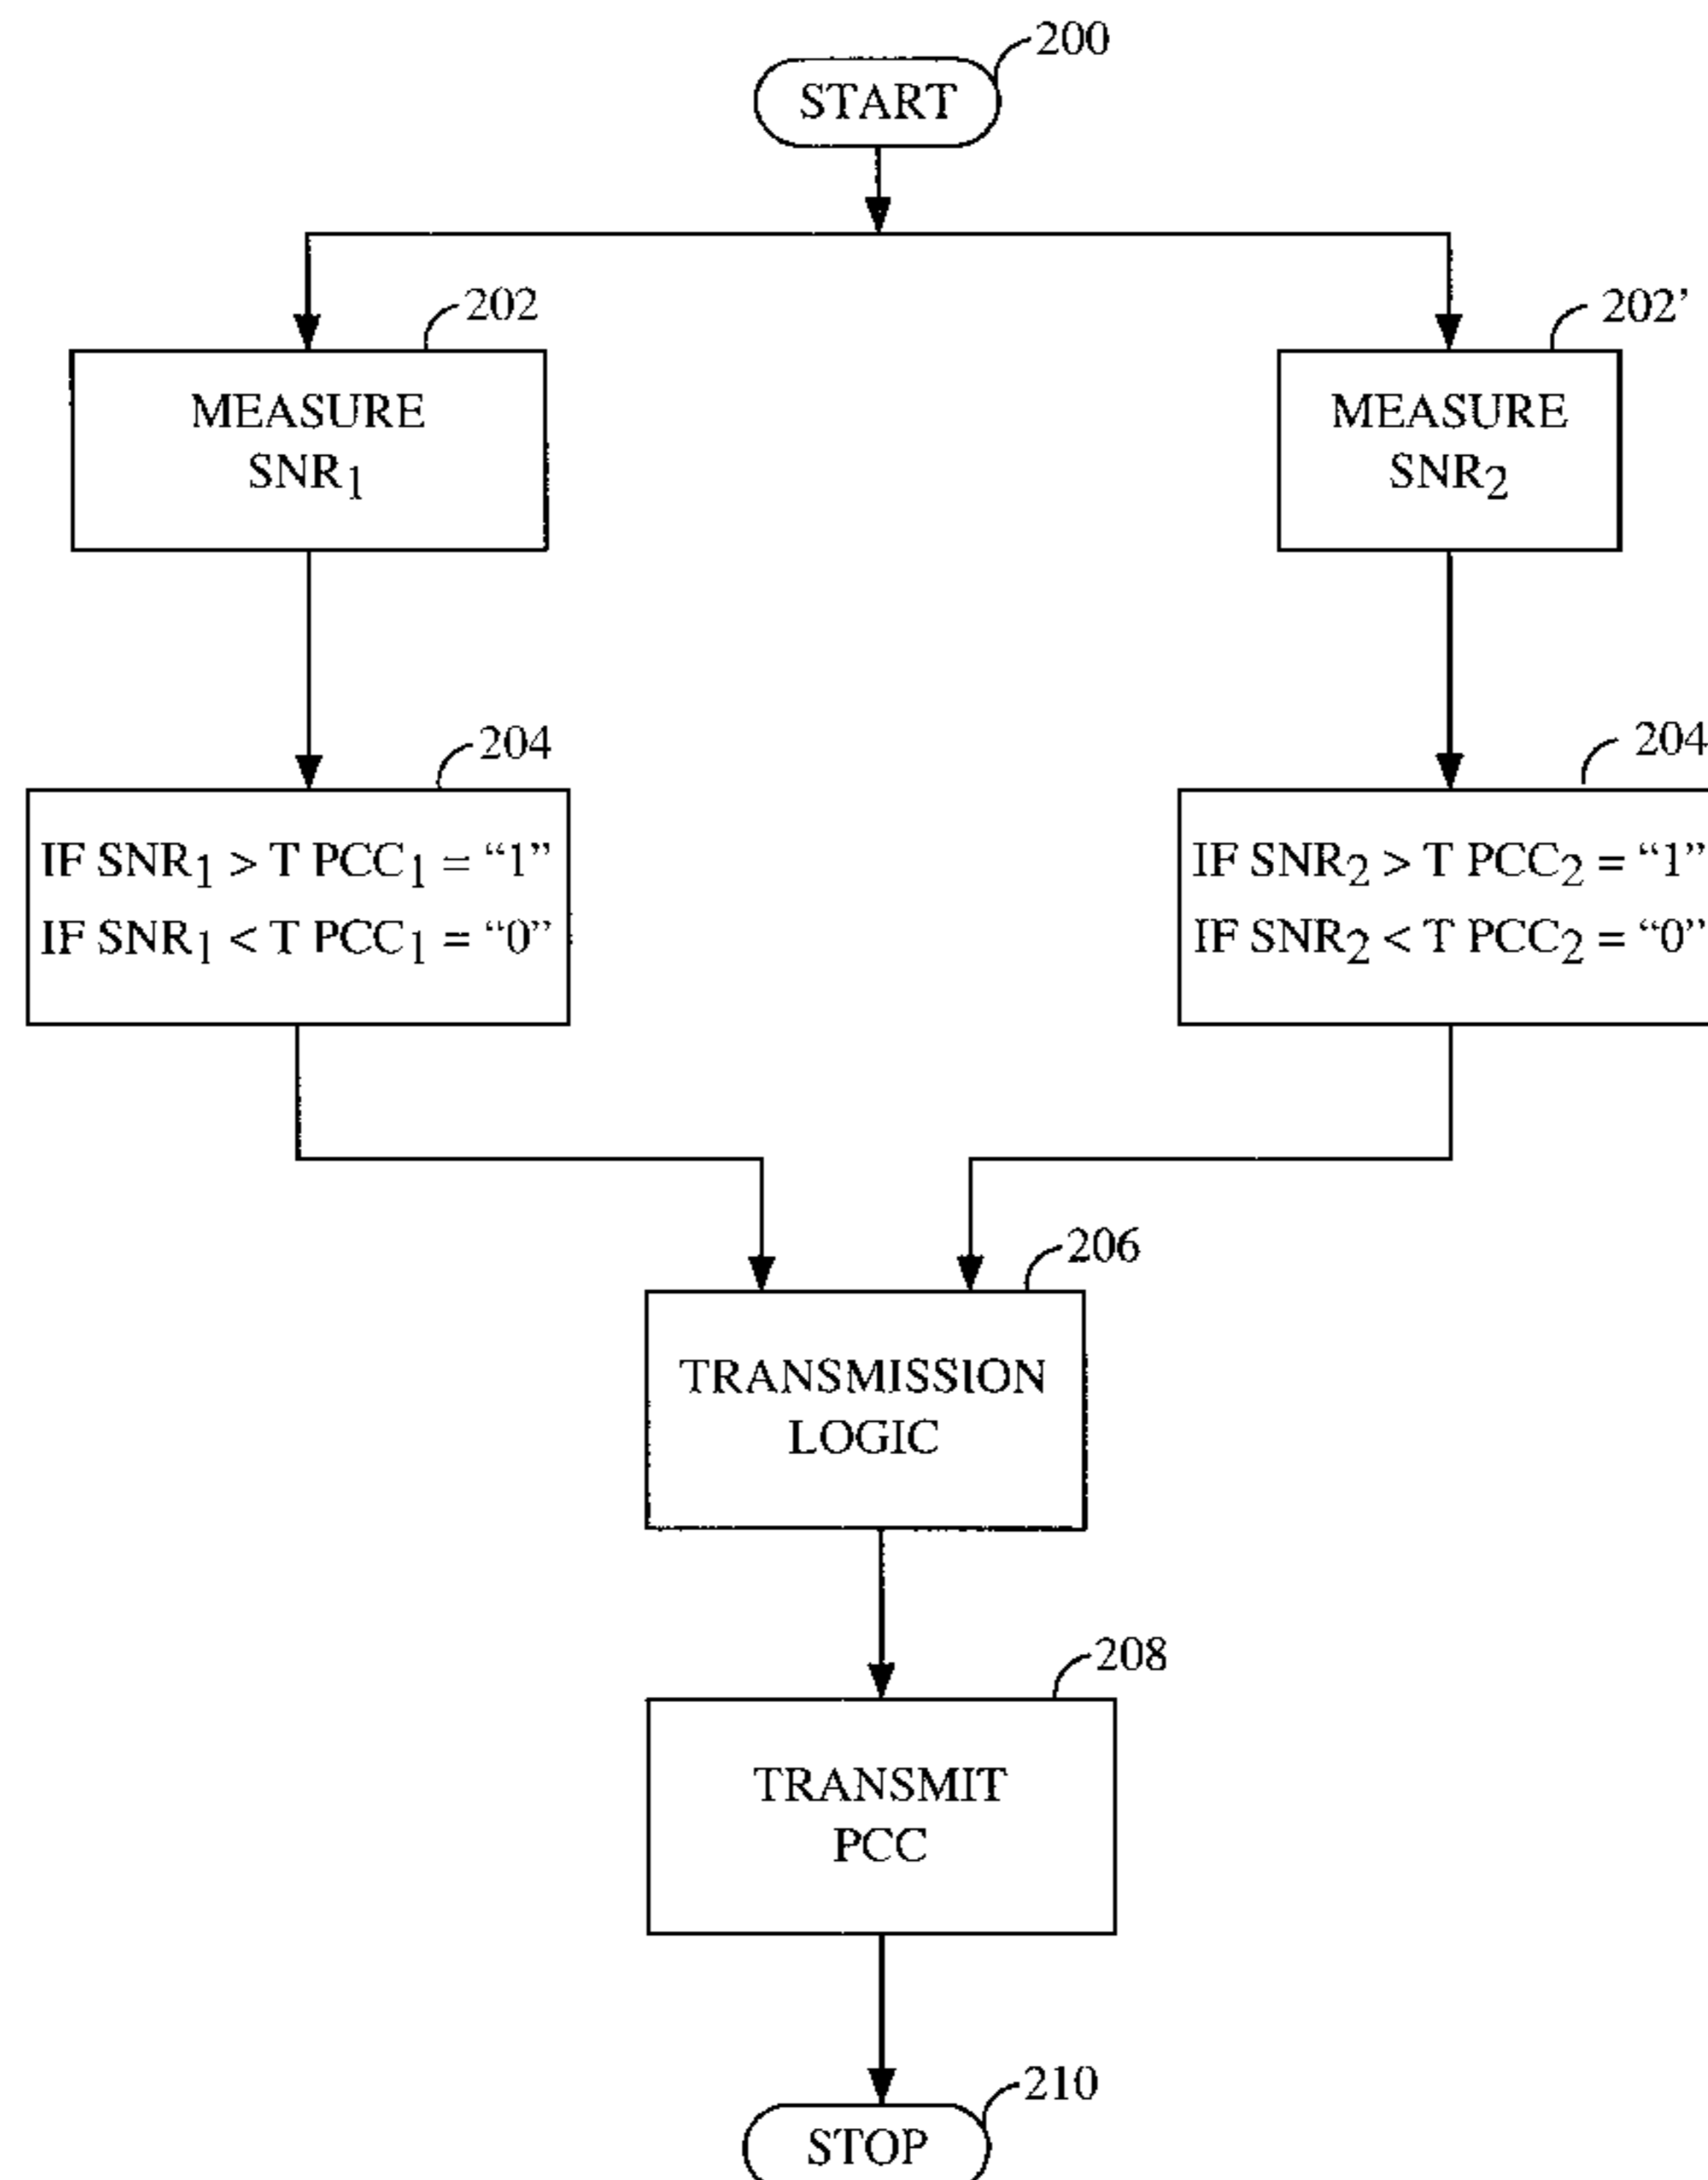 200
START
202
MEASURE
SNR₁
202’
MEASURE
SNR₂
204
IF SNR₁ > T PCC₁ = “1”
IF SNR₁ < T PCC₁ = “0”
204
IF SNR₂ > T PCC₂ = “1”
IF SNR₂ < T PCC₂ = “0”
206
TRANSMISSION
LOGIC
208
TRANSMIT
PCC
210
STOP